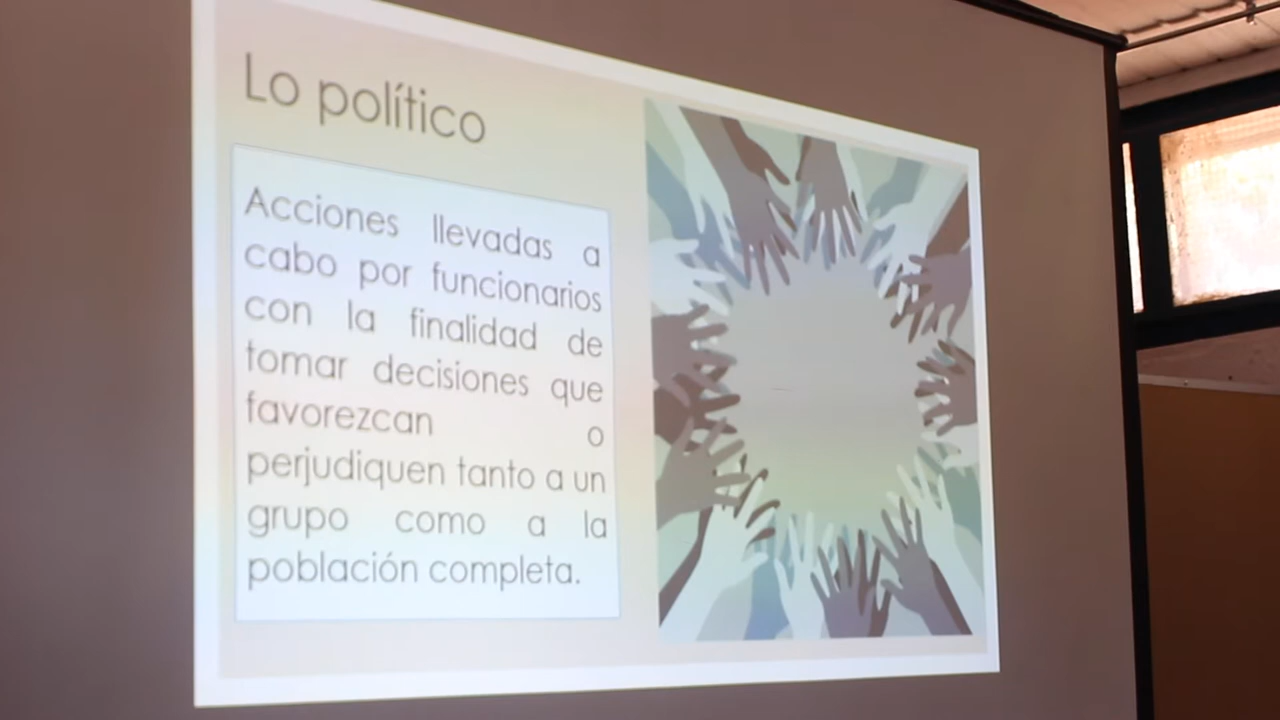 Lo político
Acciones llevadas a
cabo por funcionarios
con la finalidad de
tomar decisiones que
favorezcan o
perjudiquen tanto a un
grupo como a la
población completa.